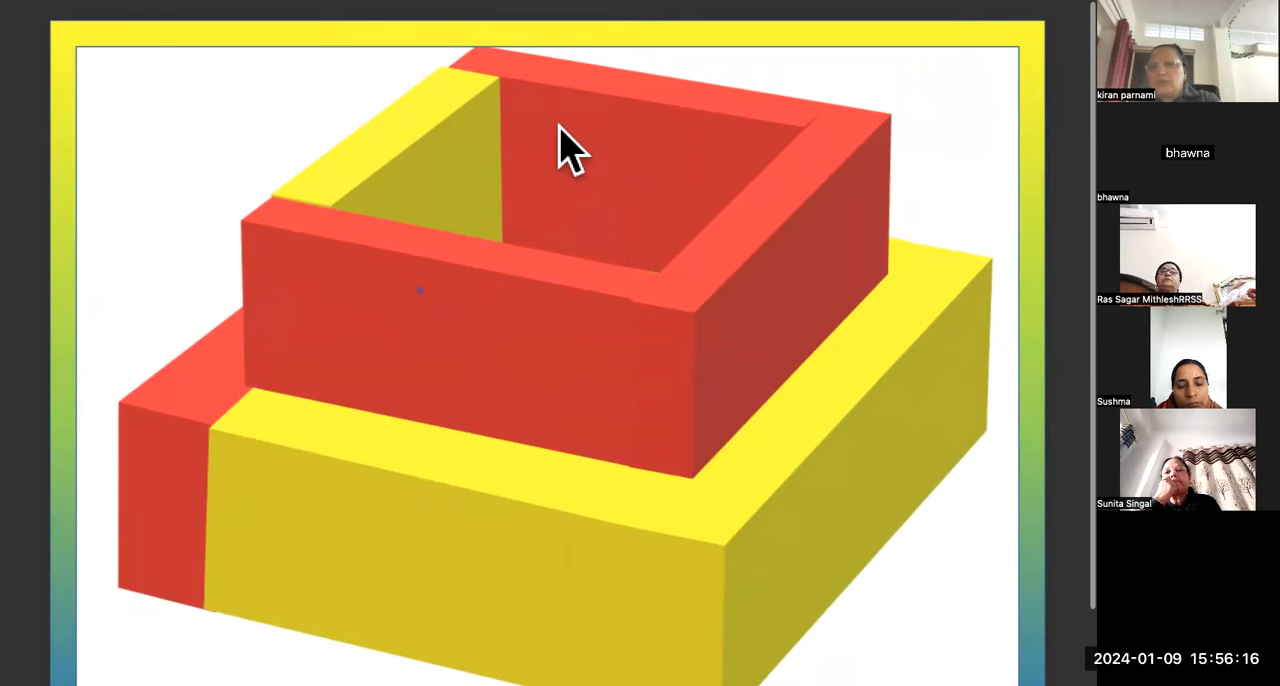 kiran parnami
bhawna
bhawna
Ras Sagar MithleshRRSS
Sushma
Sunita Singal
2024-01-09 15:56:16